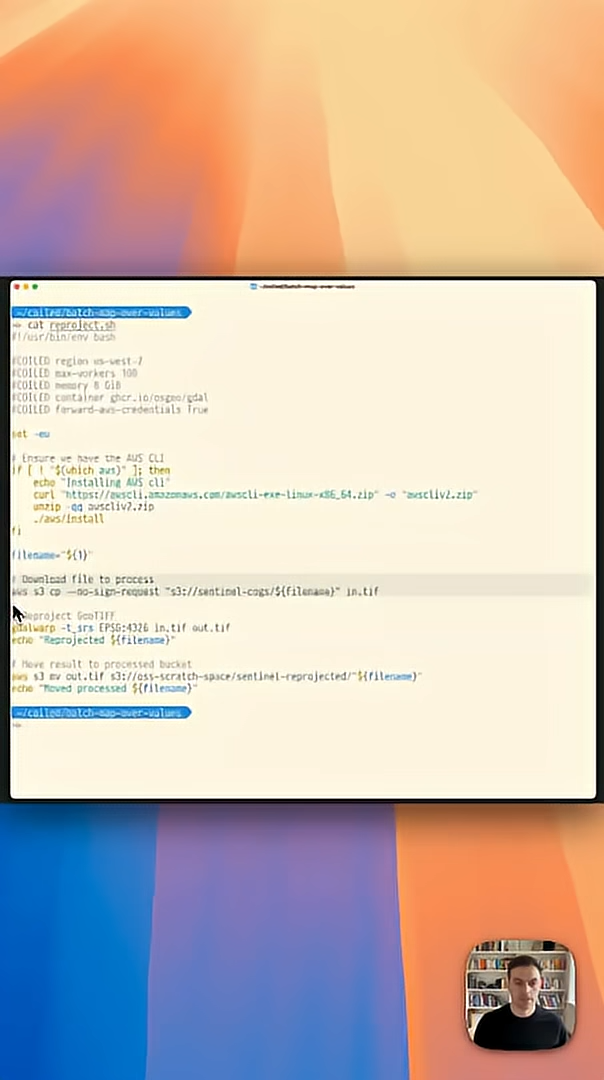 ~/coiled/batch-map-over-values
~/coiled/batch-map-over-values
cat reproject.sh
#!/usr/bin/env bash
#COILED region us-west-2
#COILED max-workers 100
#COILED memory 8 GiB
#COILED container ghcr.io/osgeo/gdal
#COILED forward-aws-credentials True
set -eu
# Ensure we have the AWS CLI
if [ ! "$(which aws)" ]; then
echo "Installing AWS cli"
curl "https://awscli.amazonaws.com/awscli-exe-linux-x86_64.zip" -o "awscliv2.zip"
unzip -qq awscliv2.zip
./aws/install
fi
filename="${1}"
# Download file to process
aws s3 cp --no-sign-request "s3://sentinel-cogs/${filename}" in.tif
Reproject GeoTIFF
gdalwarp -t_srs EPSG:4326 in.tif out.tif
echo "Reprojected ${filename}"
# Move result to processed bucket
aws s3 mv out.tif s3://oss-scratch-space/sentinel-reprojected/"${filename}"
echo "Moved processed ${filename}"
~/coiled/batch-map-over-values